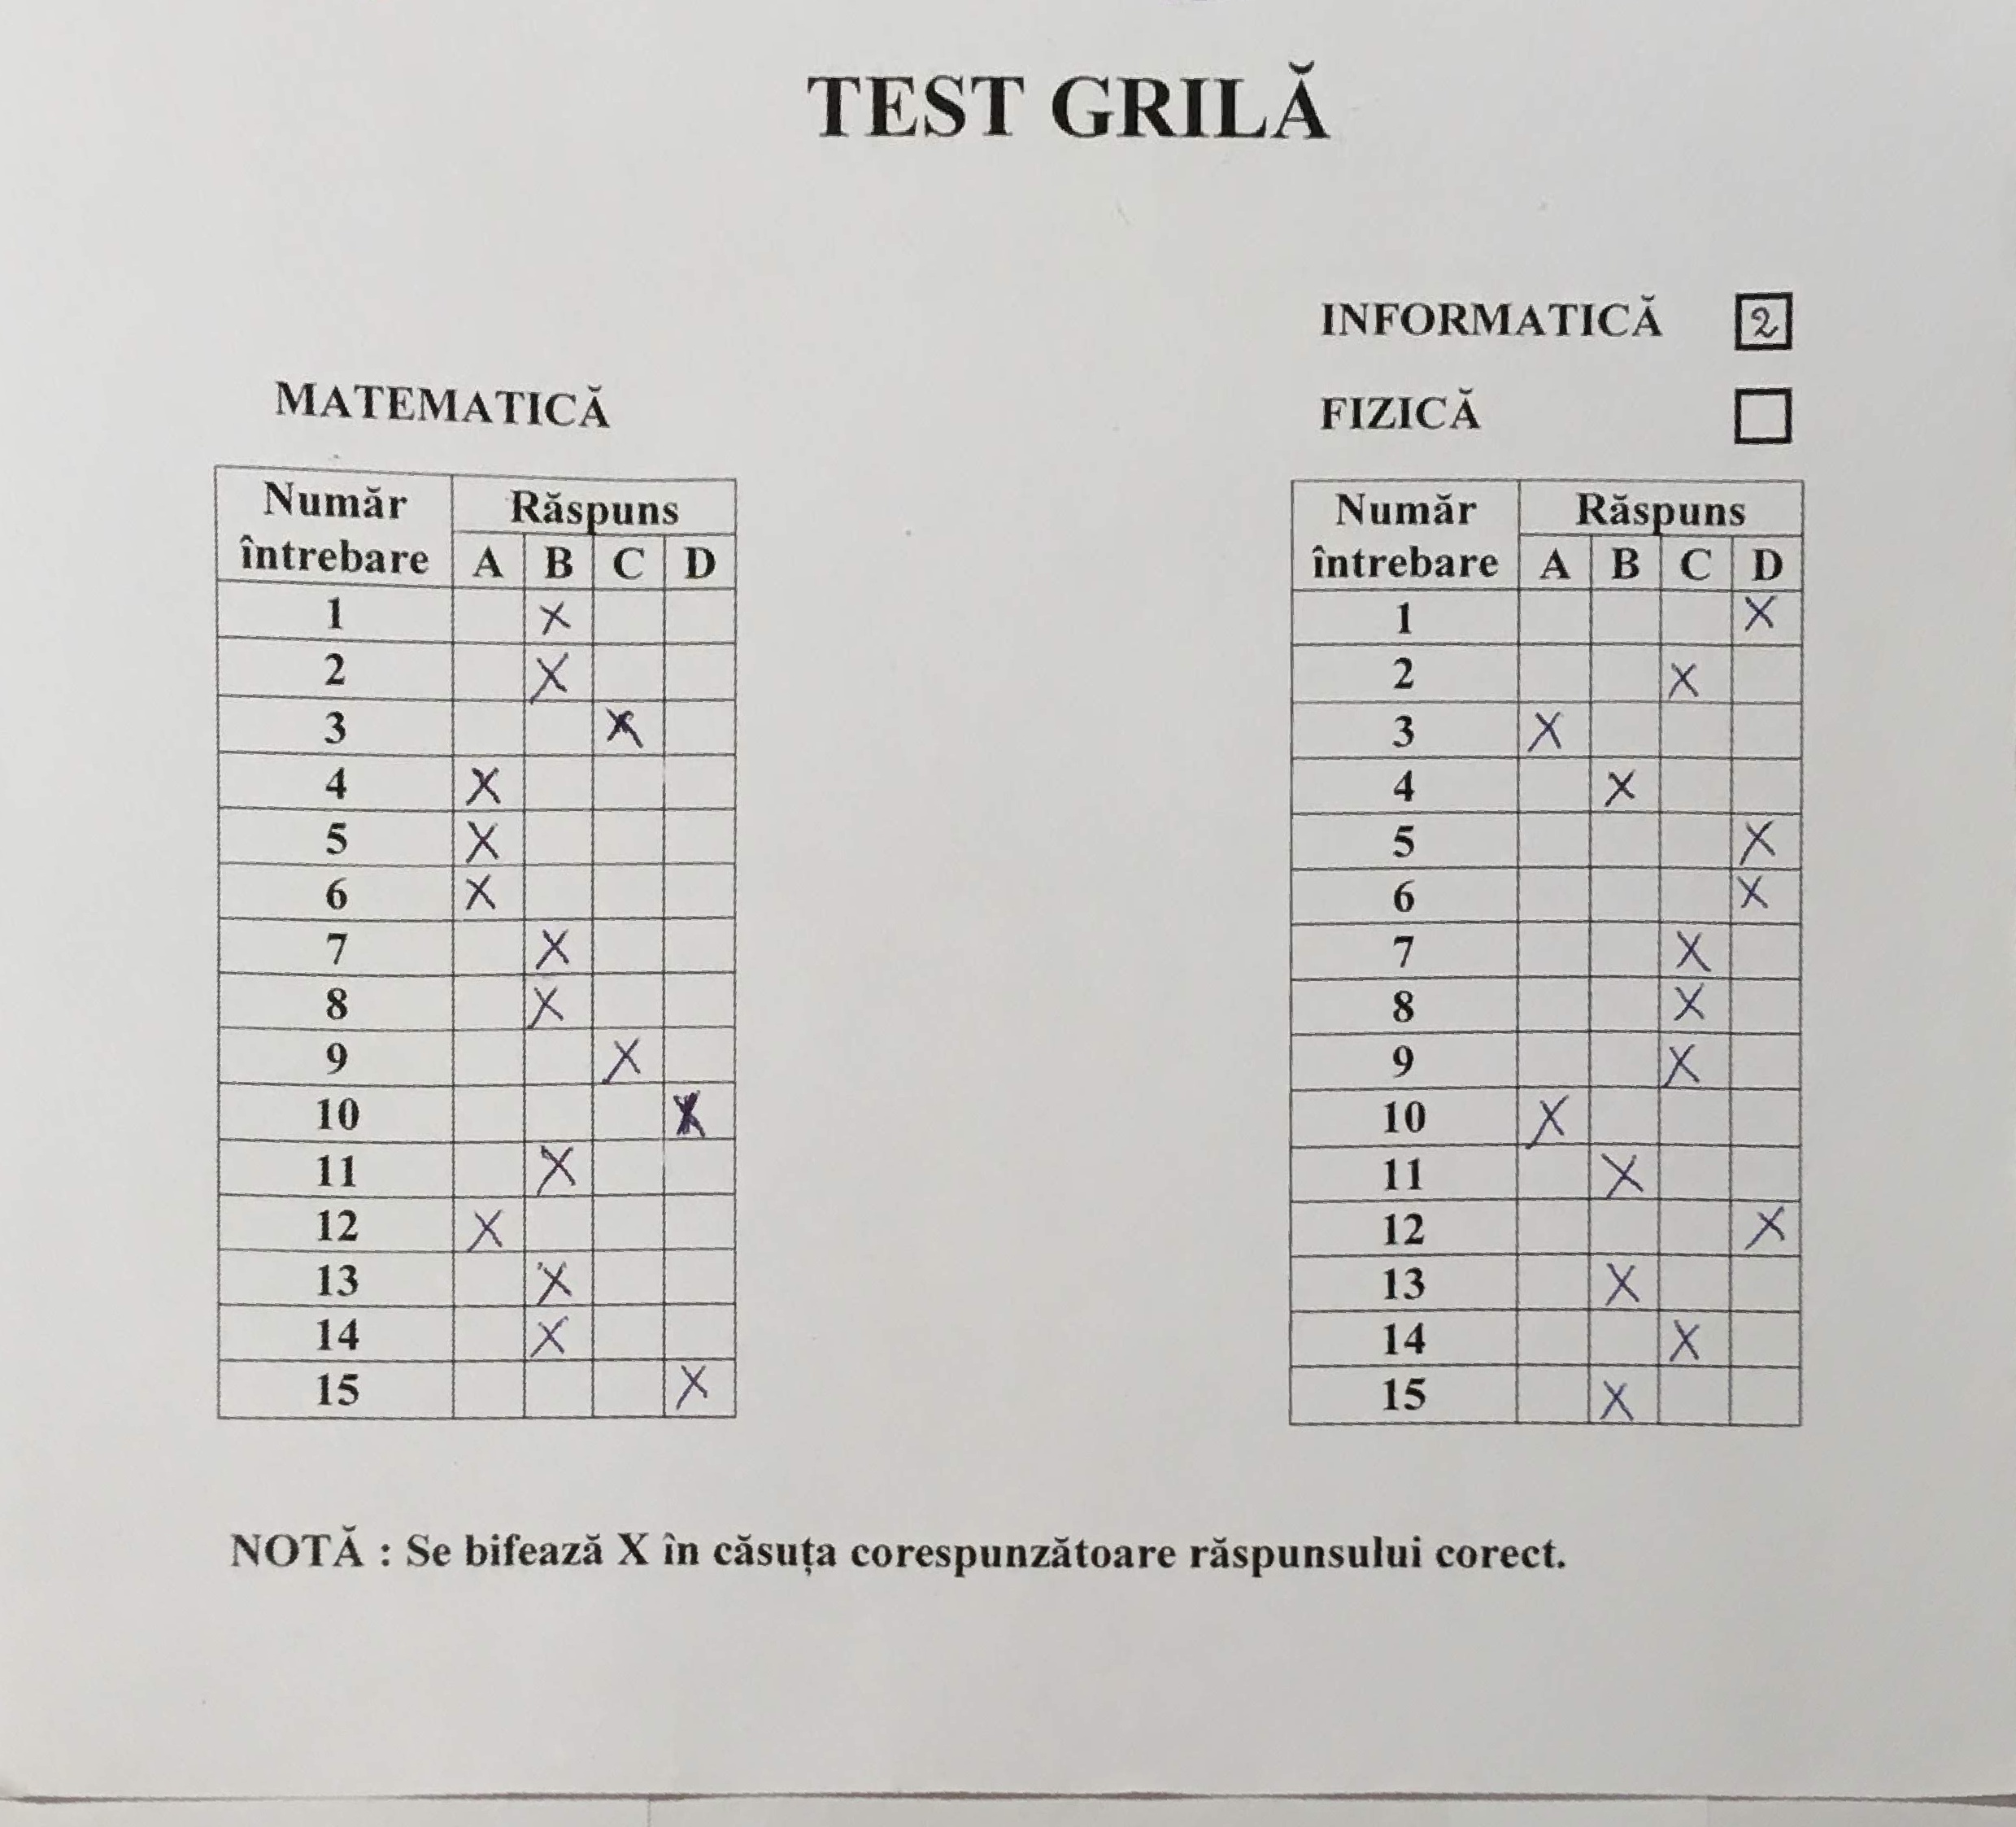 TEST GRILĂ
INFORMATICĂ 2
FIZICĂ
MATEMATICĂ
Număr întrebare Răspuns
A B C D
1 X
2 X
3 X
4 X
5 X
6 X
7 X
8 X
9 X
10 X
11 X
12 X
13 X
14 X
15 X
Număr întrebare Răspuns
A B C D
1 X
2 X
3 X
4 X
5 X
6 X
7 X
8 X
9 X
10 X
11 X
12 X
13 X
14 X
15 X
NOTĂ : Se bifează X în căsuța corespunzătoare răspunsului corect.